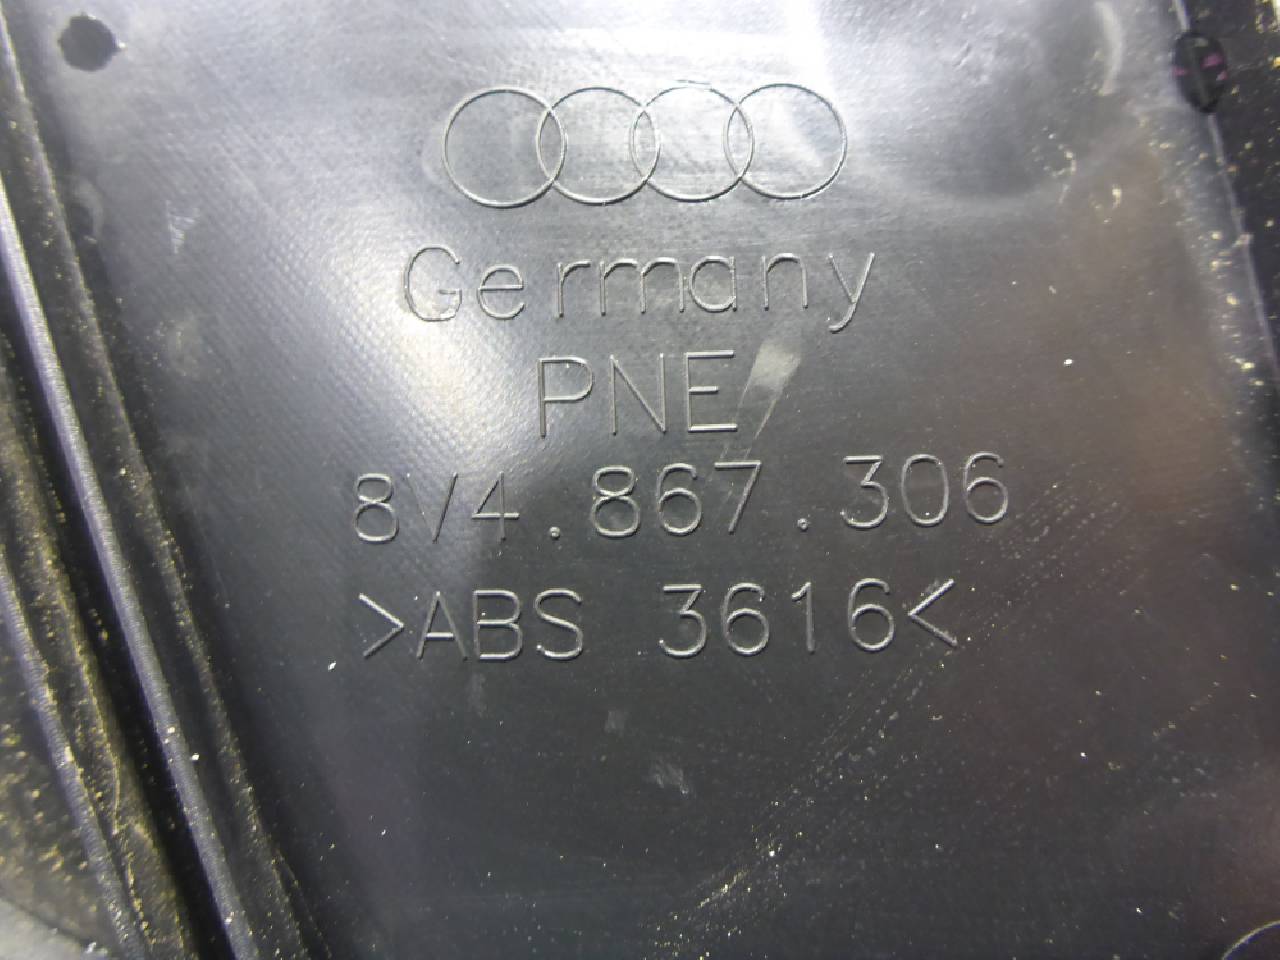 Germany
PNE
8V4.867.306
>ABS 3616<